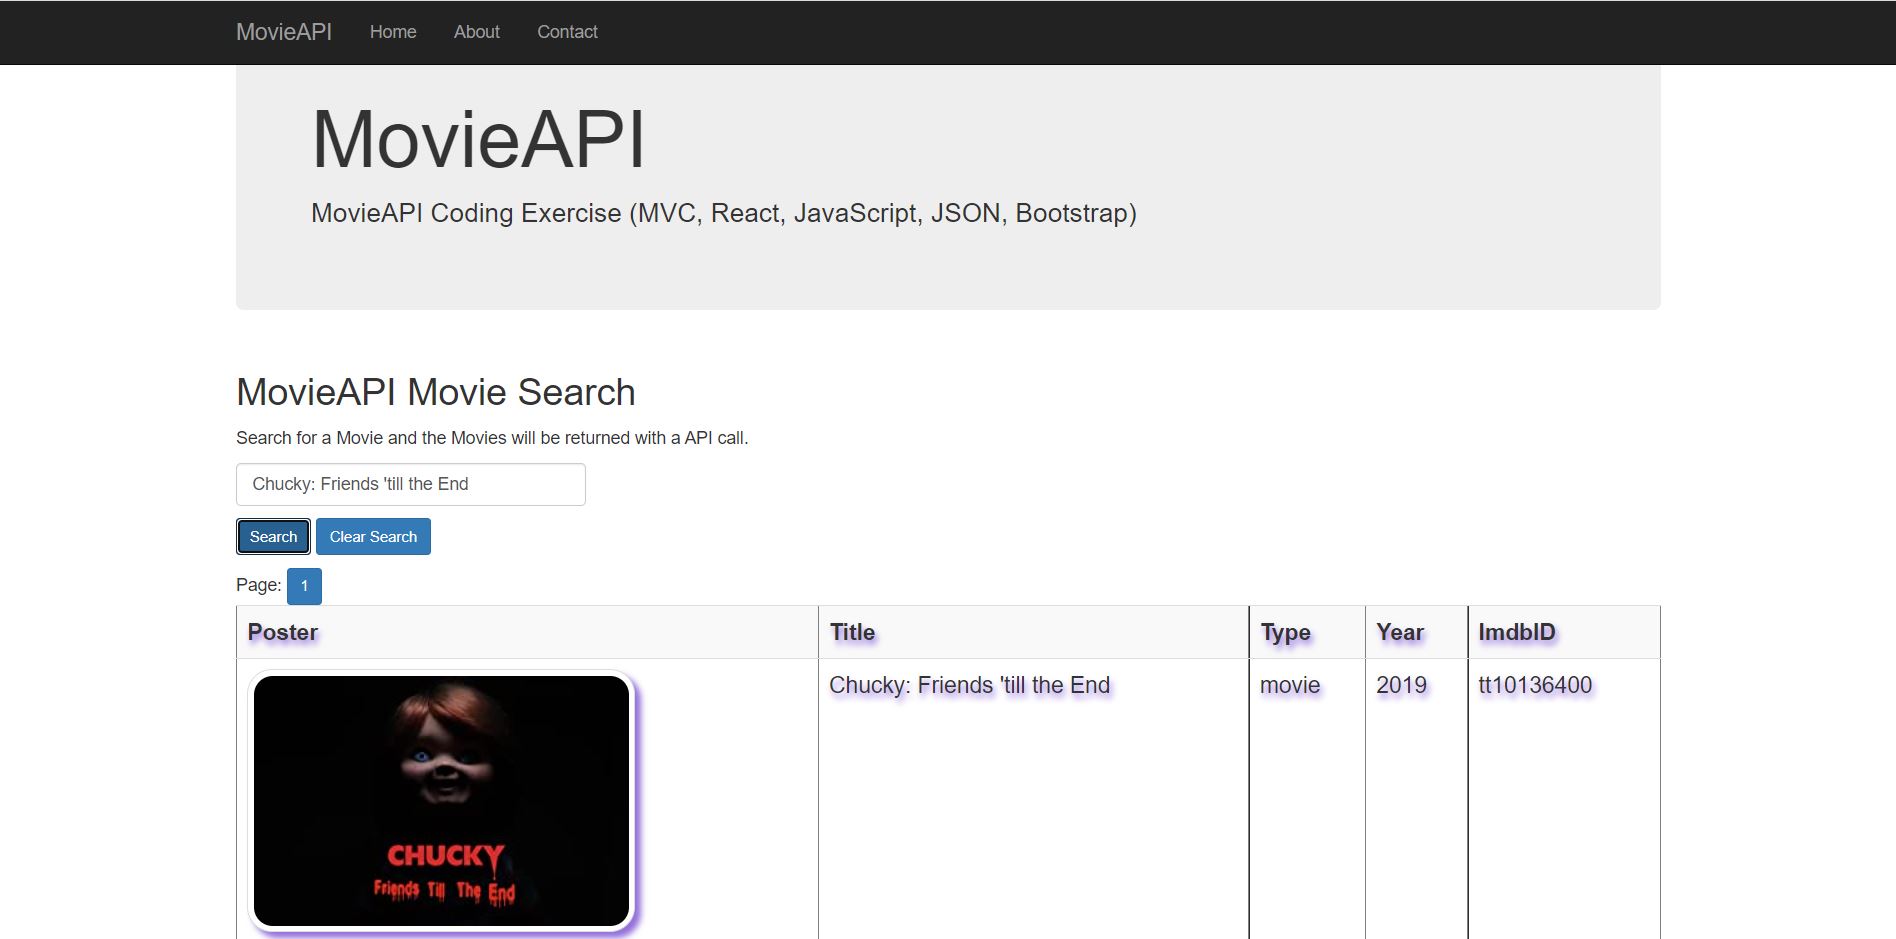 MovieAPI Home About Contact
MovieAPI
MovieAPI Coding Exercise (MVC, React, JavaScript, JSON, Bootstrap)
MovieAPI Movie Search
Search for a Movie and the Movies will be returned with a API call.
Chucky: Friends 'till the End
Search Clear Search
Page: 1
Poster Title Type Year ImdbID
Chucky: Friends 'till the End movie 2019 tt10136400
CHUCKY
Friends Till The End